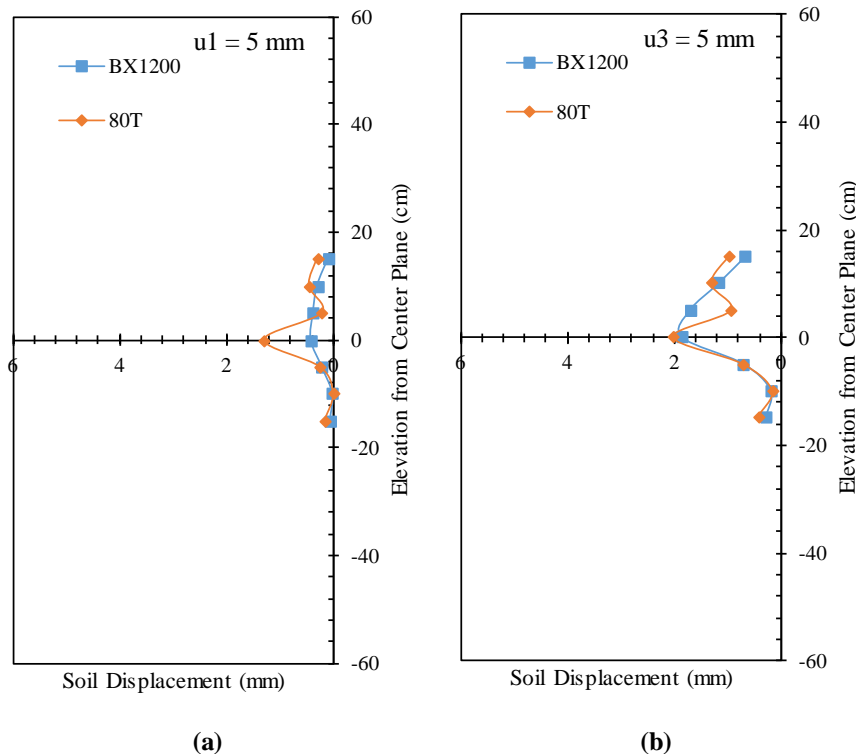 u1 = 5 mm
BX1200
80T
60
40
20
0
-20
-40
-60
6
4
2
0
Elevation from Center Plane (cm)
Soil Displacement (mm)
(a)
u3 = 5 mm
BX1200
80T
60
40
20
0
-20
-40
-60
6
4
2
0
Elevation from Center Plane (cm)
Soil Displacement (mm)
(b)